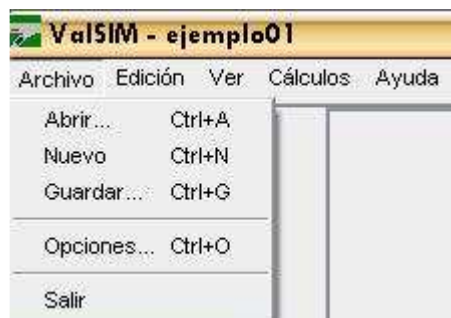 ValSIM - ejemplo01
Archivo Edición Ver Cálculos Ayuda
Abrir... Ctrl+A
Nuevo Ctrl+N
Guardar... Ctrl+G
Opciones... Ctrl+O
Salir